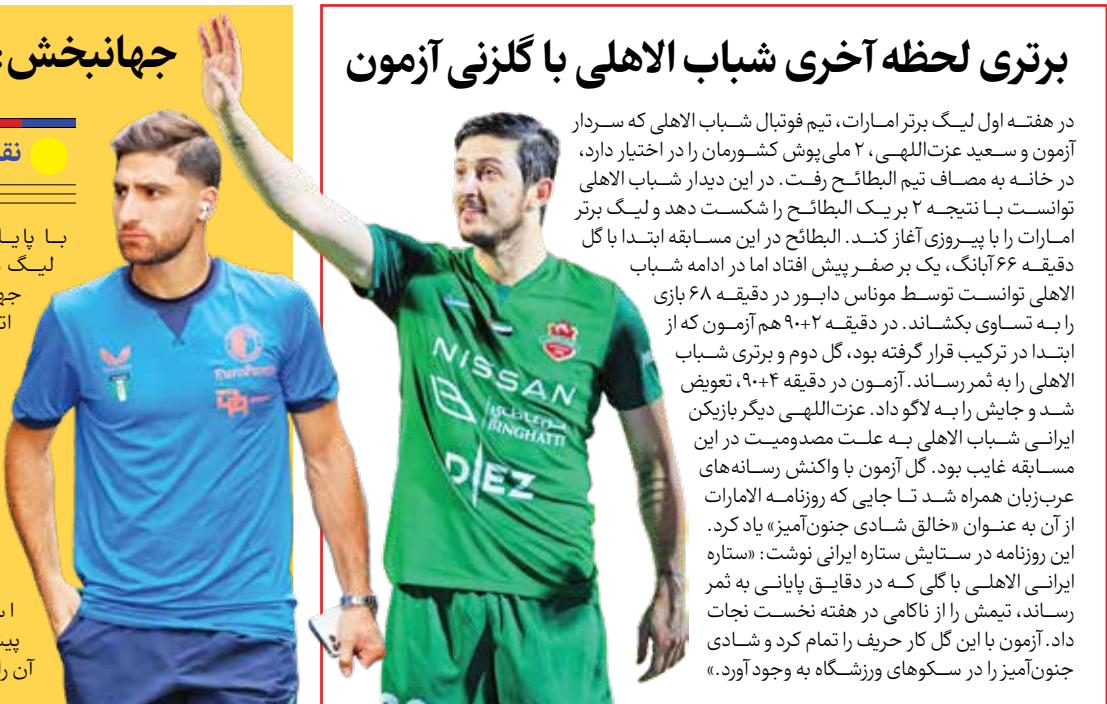 برتری لحظه آخری شباب الاهلی با گلزنی آزمون
در هفته اول لیگ برتر امارات، تیم فوتبال شباب الاهلی که سردار
آزمون و سعید عزت‌اللهی، ۲ ملی‌پوش کشورمان را در اختیار دارد،
در خانه به مصاف تیم البطائح رفت. در این دیدار شباب الاهلی
توانست با نتیجه ۲ بر یک البطائح را شکست دهد و لیگ برتر
امارات را با پیروزی آغاز کند. البطائح در این مسابقه ابتدا با گل
دقیقه ۶۶ آبانگ، یک بر صفر پیش افتاد اما در ادامه شباب
الاهلی توانست توسط موناس دابور در دقیقه ۶۸ بازی
را به تساوی بکشاند. در دقیقه ۲+۹۰ هم آزمون که از
ابتدا در ترکیب قرار گرفته بود، گل دوم و برتری شباب
الاهلی را به ثمر رساند. آزمون در دقیقه ۴+۹۰، تعویض
شد و جایش را به لاگو داد. عزت‌اللهی دیگر بازیکن
ایرانی شباب الاهلی به علت مصدومیت در این
مسابقه غایب بود. گل آزمون با واکنش رسانه‌های
عرب‌زبان همراه شد تا جایی که روزنامه الامارات
از آن به عنوان «خالق شادی جنون‌آمیز» یاد کرد.
این روزنامه در ستایش ستاره ایرانی نوشت: «ستاره
ایرانی الاهلی با گلی که در دقایق پایانی به ثمر
رساند، تیمش را از ناکامی در هفته نخست نجات
داد. آزمون با این گل کار حریف را تمام کرد و شادی
جنون‌آمیز را در سکوهای ورزشگاه به وجود آورد.»
NISSAN
BINGHATTI
DIEZ
جهانبخش:
با پایا
لیگ
جه
آن را